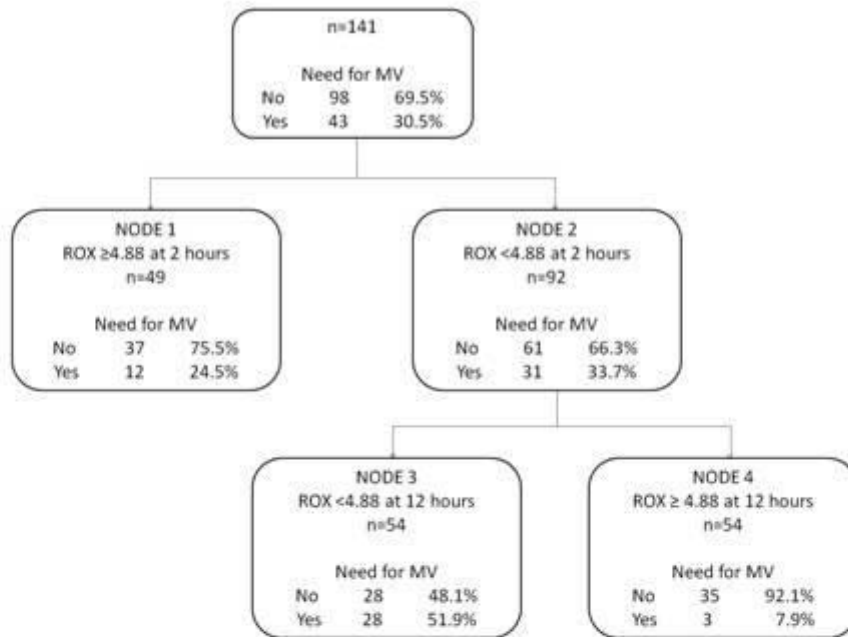 n=141
Need for MV
No 98 69.5%
Yes 43 30.5%
NODE 1
ROX ≥4.88 at 2 hours
n=49
Need for MV
No 37 75.5%
Yes 12 24.5%
NODE 2
ROX <4.88 at 2 hours
n=92
Need for MV
No 61 66.3%
Yes 31 33.7%
NODE 3
ROX <4.88 at 12 hours
n=54
Need for MV
No 28 48.1%
Yes 28 51.9%
NODE 4
ROX ≥ 4.88 at 12 hours
n=54
Need for MV
No 35 92.1%
Yes 3 7.9%